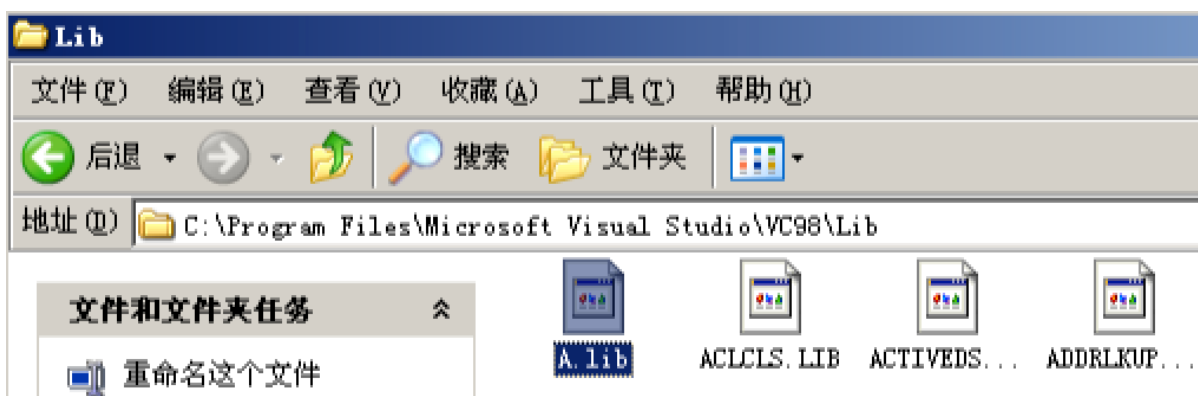 Lib
文件(F) 编辑(E) 查看(V) 收藏(A) 工具(T) 帮助(H)
后退 搜索 文件夹
地址(D) C:\Program Files\Microsoft Visual Studio\VC98\Lib
文件和文件夹任务
A.lib ACLCLS.LIB ACTIVEDS... ADDRLKUP...
重命名这个文件